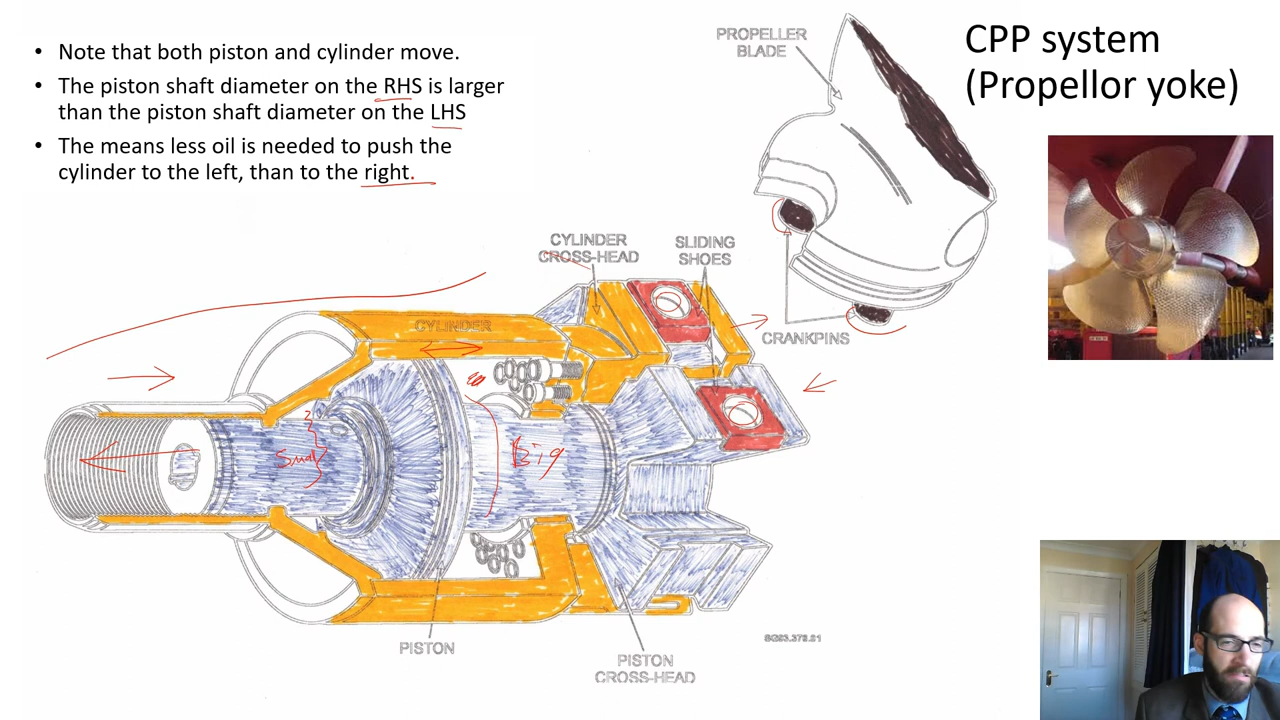 • Note that both piston and cylinder move.
• The piston shaft diameter on the RHS is larger
than the piston shaft diameter on the LHS
• The means less oil is needed to push the
cylinder to the left, than to the right.
CPP system
(Propellor yoke)
PROPELLER
BLADE
CYLINDER
CROSS-HEAD
SLIDING
SHOES
CRANKPINS
CYLINDER
Big
PISTON
PISTON
CROSS-HEAD